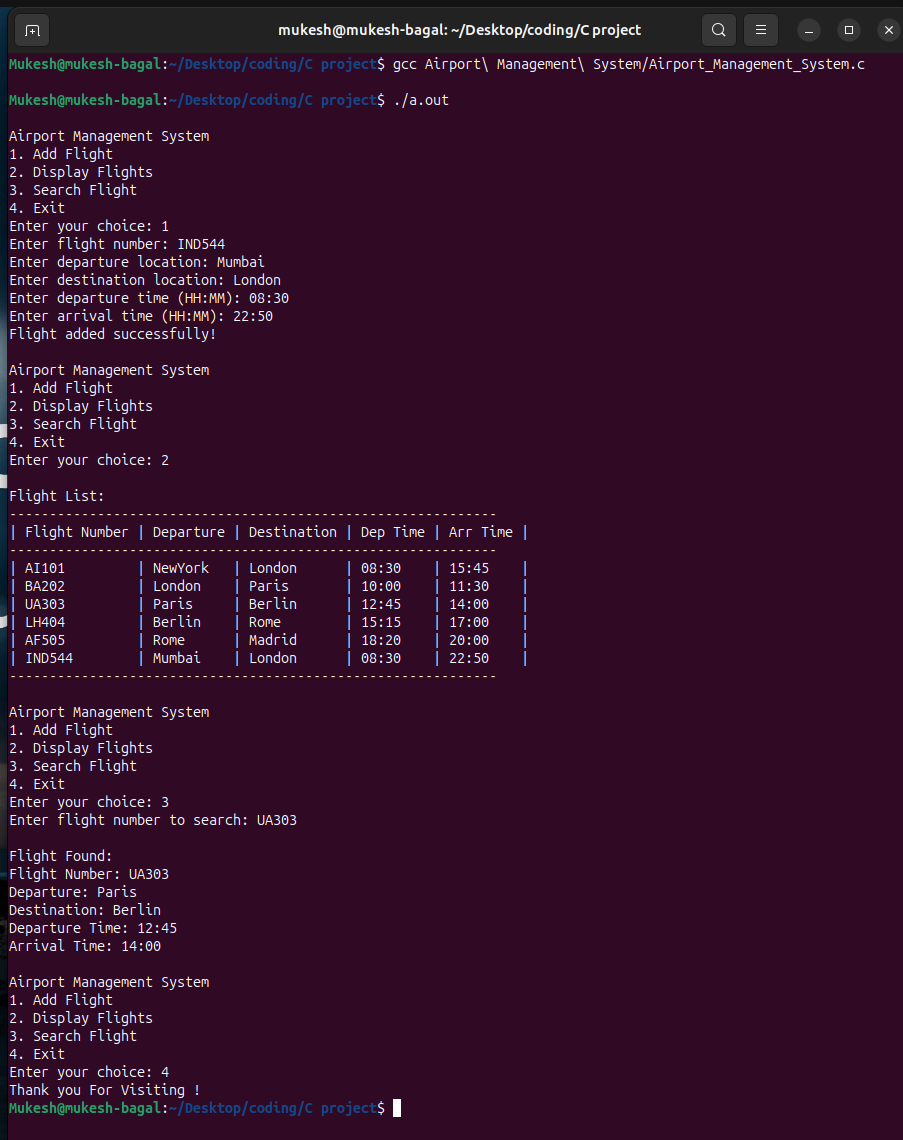 mukesh@mukesh-bagal: ~/Desktop/coding/C project
Mukesh@mukesh-bagal:~/Desktop/coding/C project$ gcc Airport\ Management\ System/Airport_Management_System.c
Mukesh@mukesh-bagal:~/Desktop/coding/C project$ ./a.out
Airport Management System
1. Add Flight
2. Display Flights
3. Search Flight
4. Exit
Enter your choice: 1
Enter flight number: IND544
Enter departure location: Mumbai
Enter destination location: London
Enter departure time (HH:MM): 08:30
Enter arrival time (HH:MM): 22:50
Flight added successfully!
Airport Management System
1. Add Flight
2. Display Flights
3. Search Flight
4. Exit
Enter your choice: 2
Flight List:
-------------------------------------------------------------
| Flight Number | Departure | Destination | Dep Time | Arr Time |
-------------------------------------------------------------
| AI101         | NewYork   | London      | 08:30    | 15:45    |
| BA202         | London    | Paris       | 10:00    | 11:30    |
| UA303         | Paris     | Berlin      | 12:45    | 14:00    |
| LH404         | Berlin    | Rome        | 15:15    | 17:00    |
| AF505         | Rome      | Madrid      | 18:20    | 20:00    |
| IND544        | Mumbai    | London      | 08:30    | 22:50    |
-------------------------------------------------------------
Airport Management System
1. Add Flight
2. Display Flights
3. Search Flight
4. Exit
Enter your choice: 3
Enter flight number to search: UA303
Flight Found:
Flight Number: UA303
Departure: Paris
Destination: Berlin
Departure Time: 12:45
Arrival Time: 14:00
Airport Management System
1. Add Flight
2. Display Flights
3. Search Flight
4. Exit
Enter your choice: 4
Thank you For Visiting !
Mukesh@mukesh-bagal:~/Desktop/coding/C project$